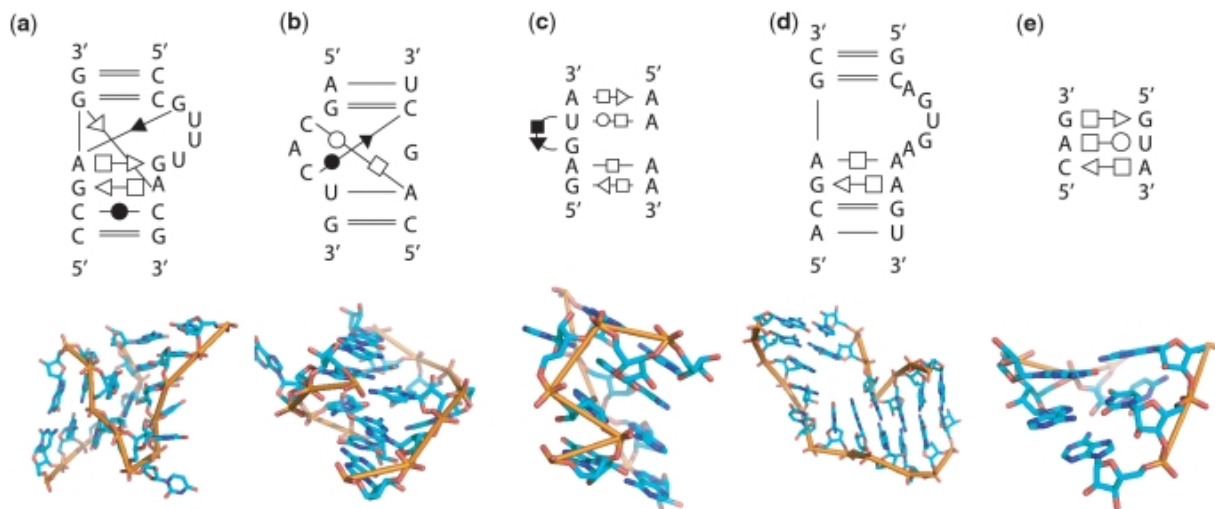 (a)
3′ 5′
G C
G C
G
U
U
A G U
G A
C C
C G
5′ 3′
(b)
5′ 3′
A U
G C
C
A G
C
U A
G C
3′ 5′
(c)
3′ 5′
A A
U A
G
A A
G A
5′ 3′
(d)
3′ 5′
C G
G C A
G
U
G
A
A A
G A
C G
A U
5′ 3′
(e)
3′ 5′
G G
A U
C A
5′ 3′